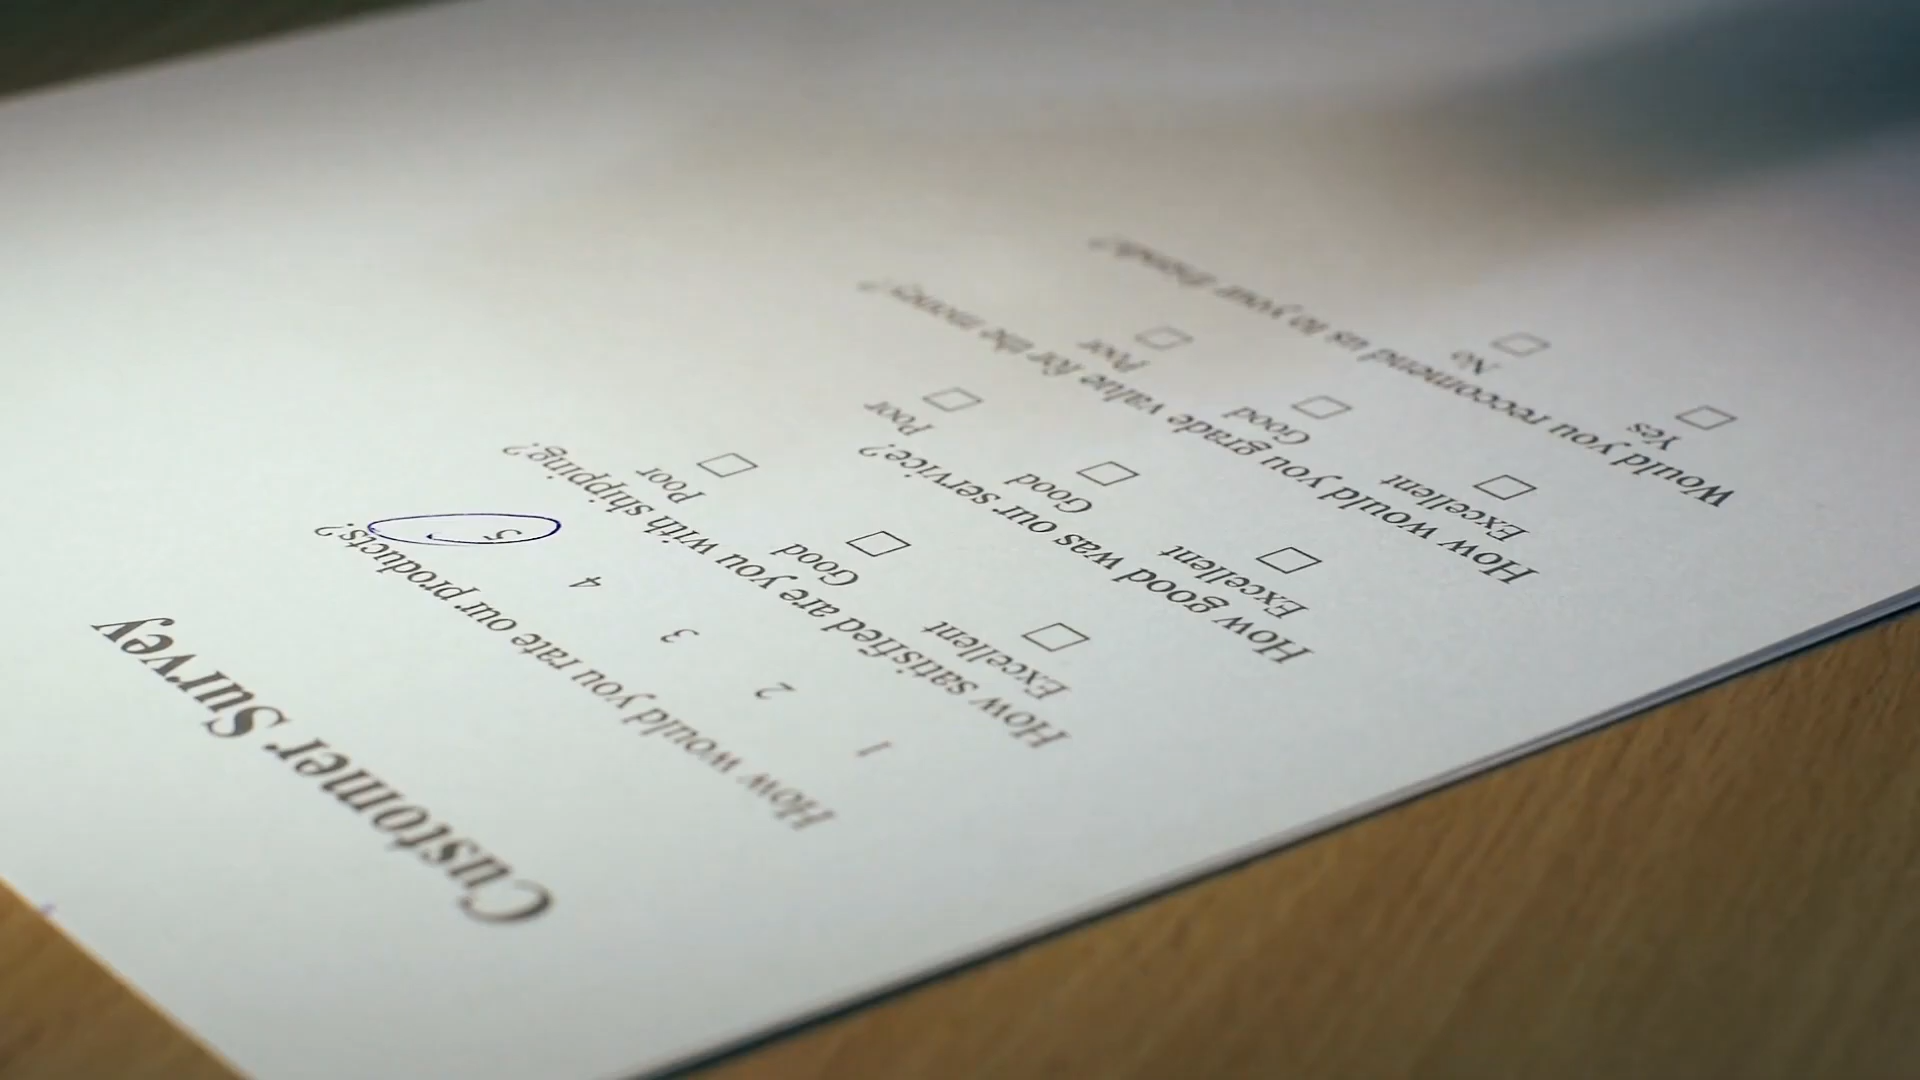 Customer Survey
How would you rate our products?
1 2 3 4 5
How satisfied are you with shipping?
Excellent Good Poor
How good was our service?
Excellent Good Poor
How would you grade value for the money?
Excellent Good Poor
Would you reccomend us to your friends?
Yes No